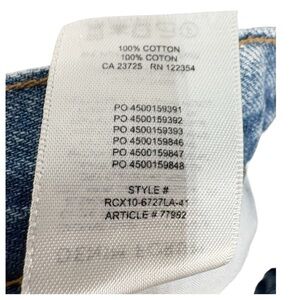 100% COTTON
100% COTON
CA 23725 RN 122354
PO 4500159391
PO 4500159392
PO 4500159393
PO 4500159846
PO 4500159847
PO 4500159848
STYLE #
RCX10-6727LA-41
ARTICLE # 77992